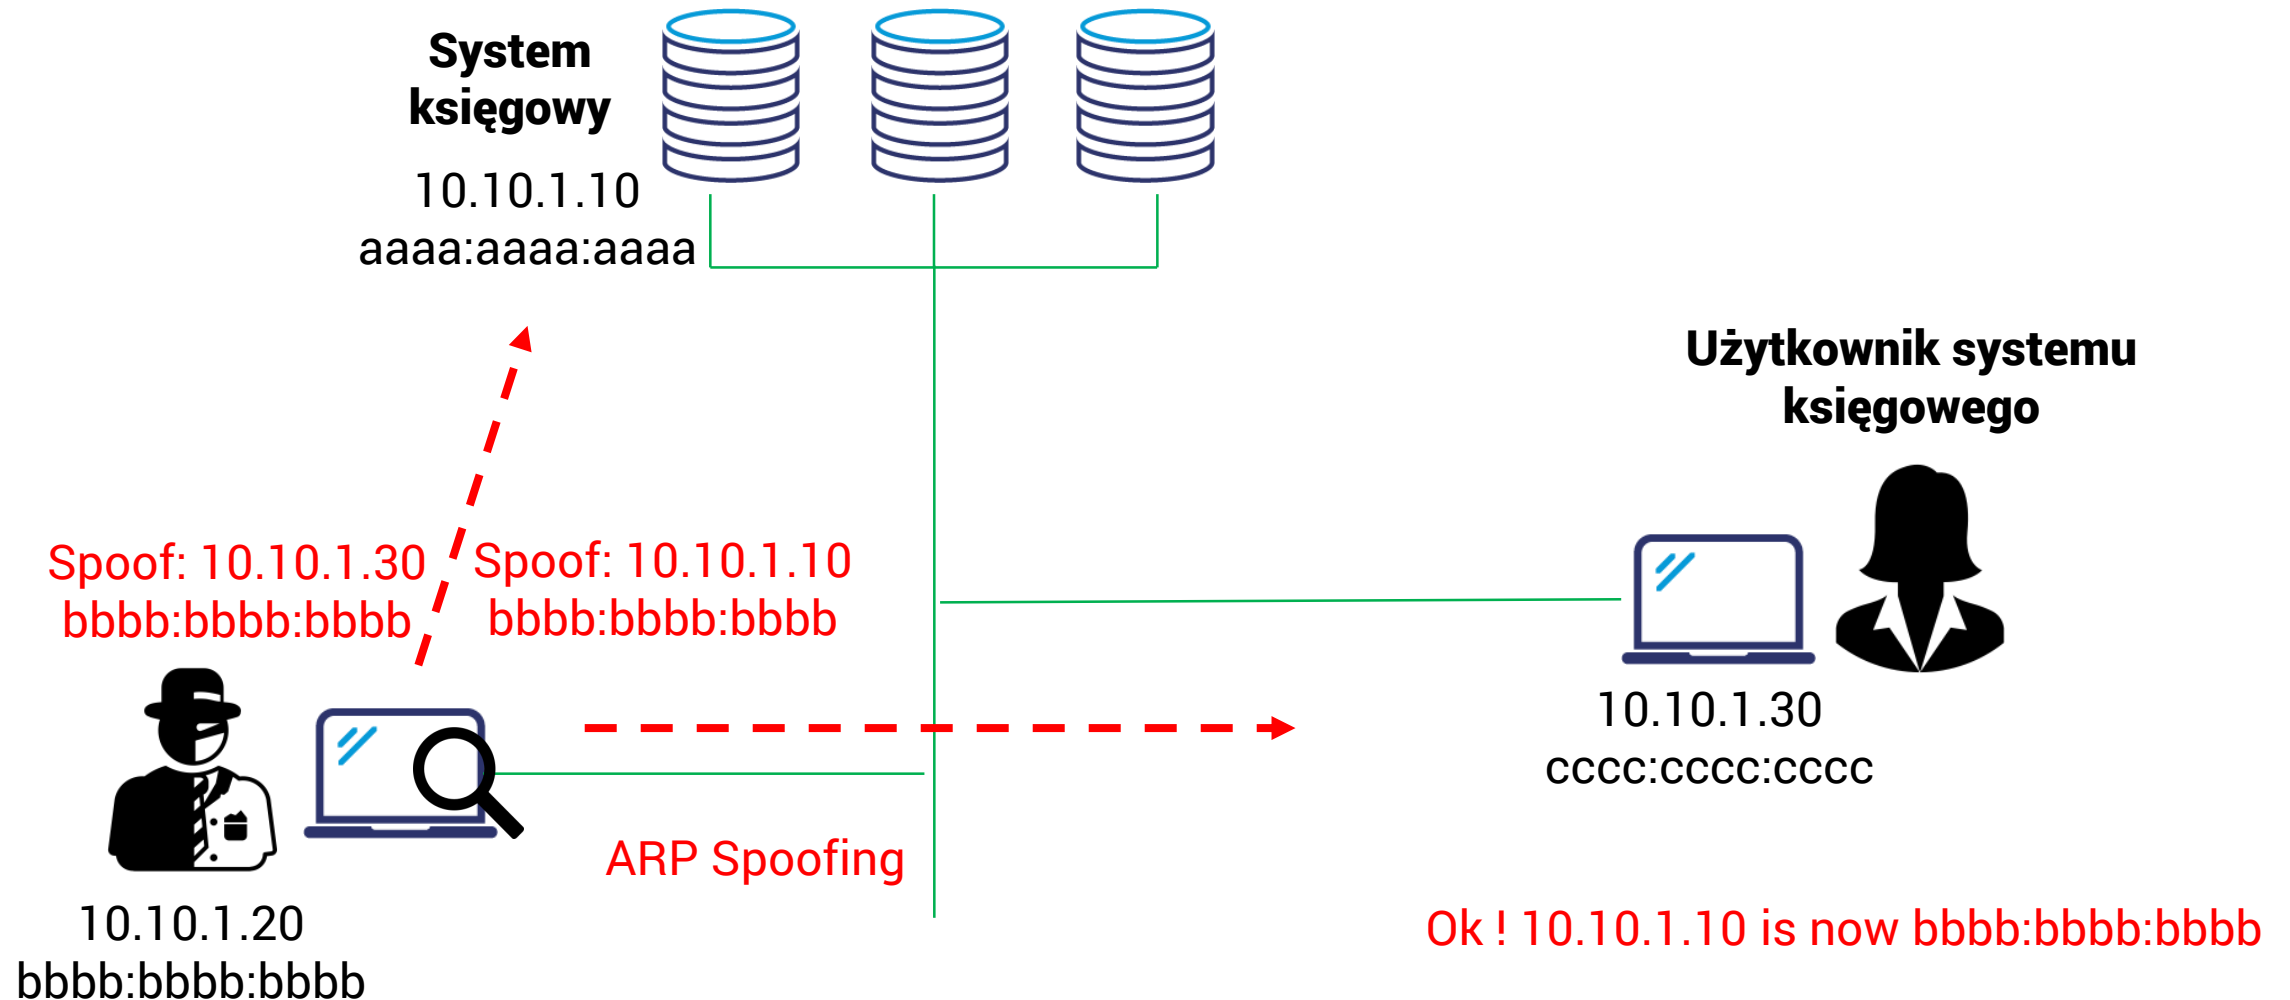 System
księgowy
10.10.1.10
aaaa:aaaa:aaaa
Użytkownik systemu
księgowego
Spoof: 10.10.1.30
bbbb:bbbb:bbbb
Spoof: 10.10.1.10
bbbb:bbbb:bbbb
10.10.1.30
cccc:cccc:cccc
ARP Spoofing
10.10.1.20
bbbb:bbbb:bbbb
Ok ! 10.10.1.10 is now bbbb:bbbb:bbbb